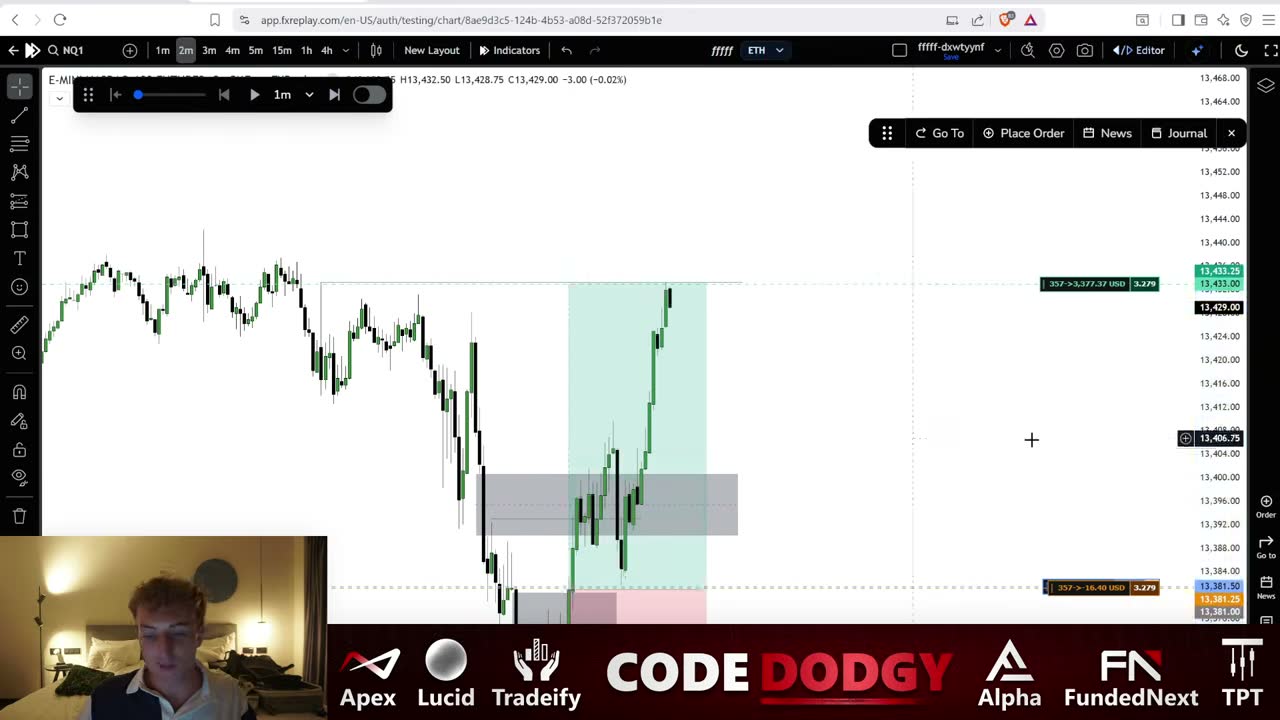 app.fxreplay.com/en-US/auth/testing/chart/8ae9d3c5-124b-4b53-a08d-52f372059b1e
NQ1 1m 2m 3m 4m 5m 15m 1h 4h New Layout Indicators fffff ETH fffff-dxwtyynf Save Editor
H13,432.50 L13,428.75 C13,429.00 −3.00 (−0.02%)
1m
Go To Place Order News Journal
13,468.00
13,464.00
13,452.00
13,448.00
13,444.00
13,440.00
13,433.25
357->3,377.37 USD 3.279 13,433.00
13,429.00
13,424.00
13,420.00
13,416.00
13,412.00
13,406.75
13,404.00
13,400.00
13,396.00
13,392.00
13,388.00
13,384.00
357->-16.40 USD 3.279 13,381.50
13,381.25
13,381.00
Order
Go to
News
CODE DODGY
Apex Lucid Tradeify Alpha FundedNext TPT